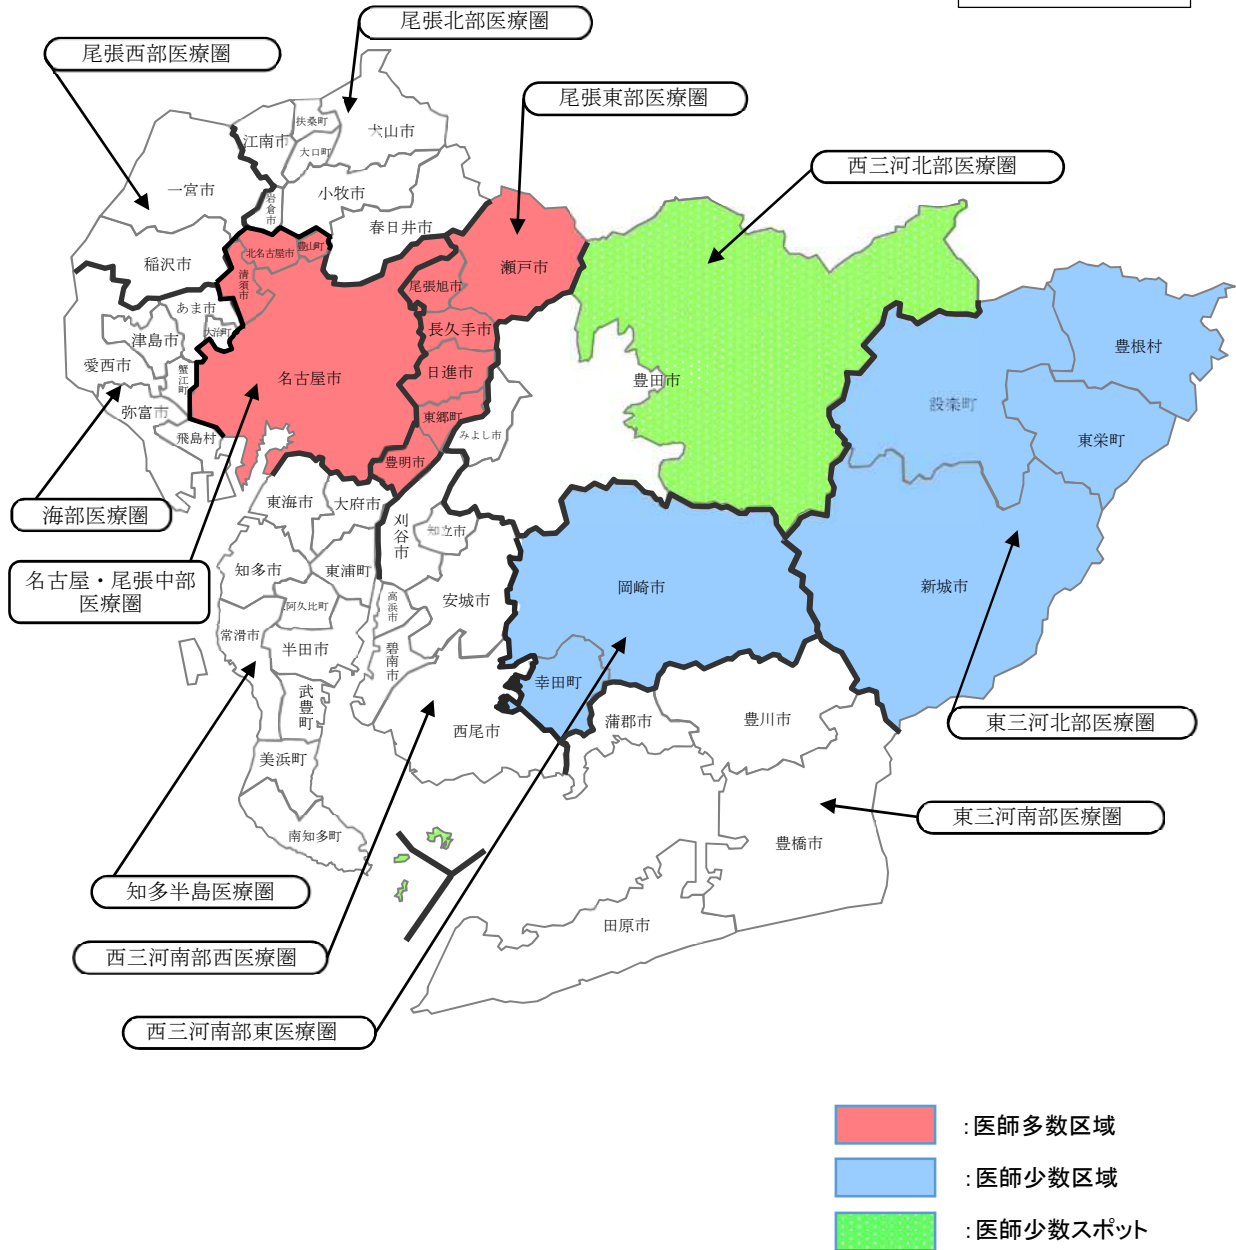 尾張北部医療圏
尾張西部医療圏
尾張東部医療圏
西三河北部医療圏
扶桑町
江南市
犬山市
大口町
一宮市
小牧市
岩倉市
春日井市
北名古屋市
豊山町
稲沢市
瀬戸市
清須市
尾張旭市
あま市
大治町
津島市
長久手市
豊根村
愛西市
蟹江町
名古屋市
日進市
豊田市
設楽町
弥富市
東郷町
みよし市
飛島村
東栄町
豊明市
海部医療圏
東海市
大府市
刈谷市
知立市
名古屋・尾張中部
医療圏
知多市
東浦町
岡崎市
新城市
阿久比町
高浜市
安城市
常滑市
半田市
碧南市
武豊町
幸田町
西尾市
蒲郡市
豊川市
東三河北部医療圏
美浜町
南知多町
東三河南部医療圏
豊橋市
知多半島医療圏
田原市
西三河南部西医療圏
西三河南部東医療圏
：医師多数区域
：医師少数区域
：医師少数スポット